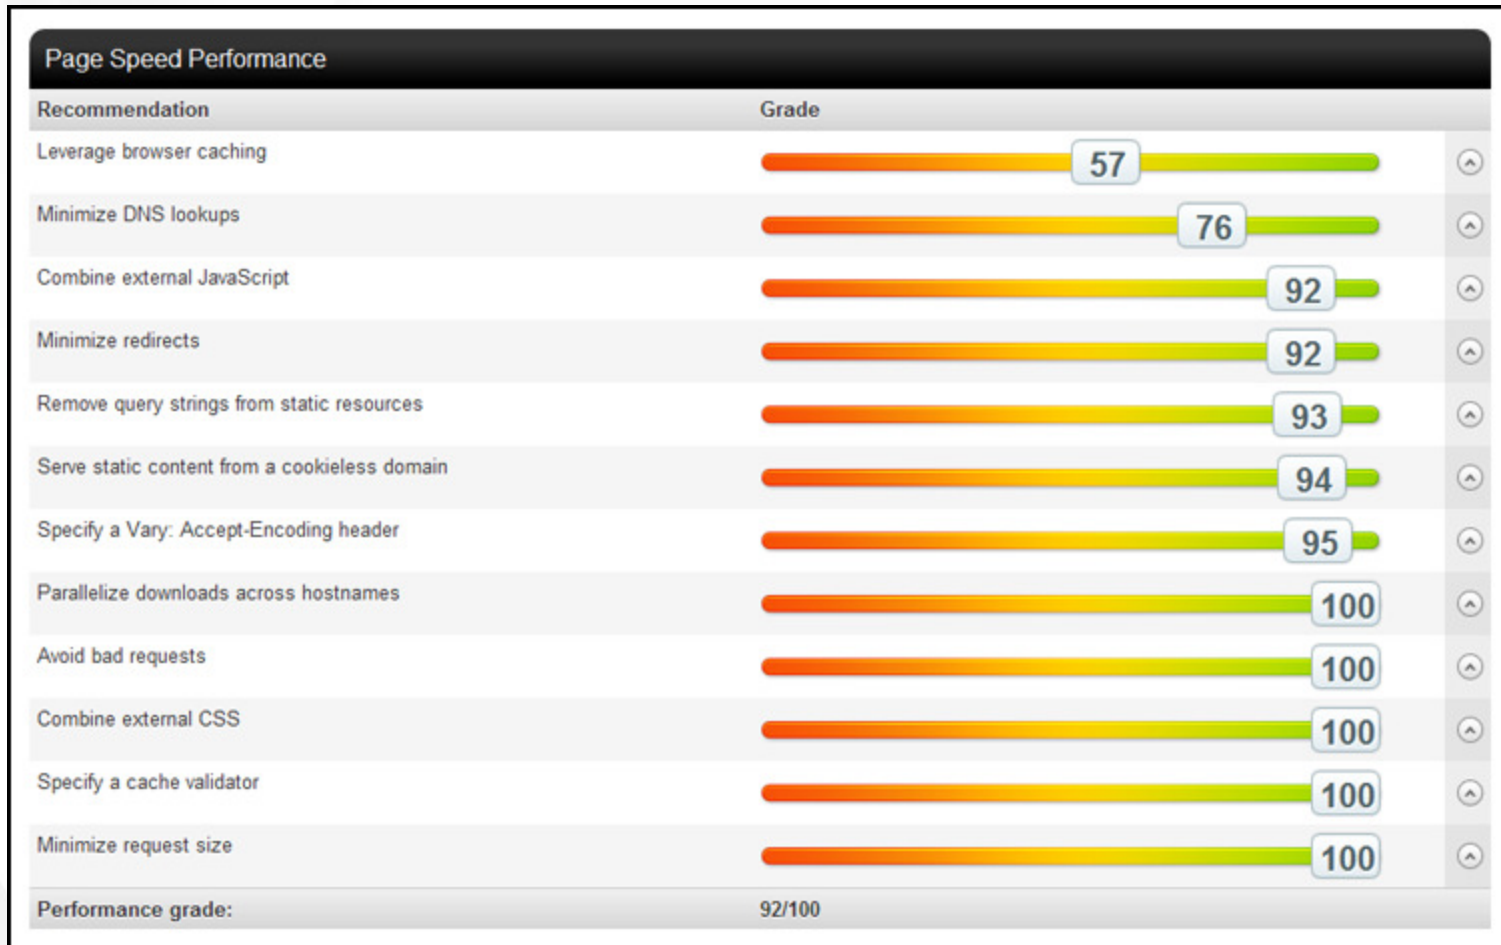 Page Speed Performance
Recommendation Grade
Leverage browser caching 57
Minimize DNS lookups 76
Combine external JavaScript 92
Minimize redirects 92
Remove query strings from static resources 93
Serve static content from a cookieless domain 94
Specify a Vary: Accept-Encoding header 95
Parallelize downloads across hostnames 100
Avoid bad requests 100
Combine external CSS 100
Specify a cache validator 100
Minimize request size 100
Performance grade: 92/100